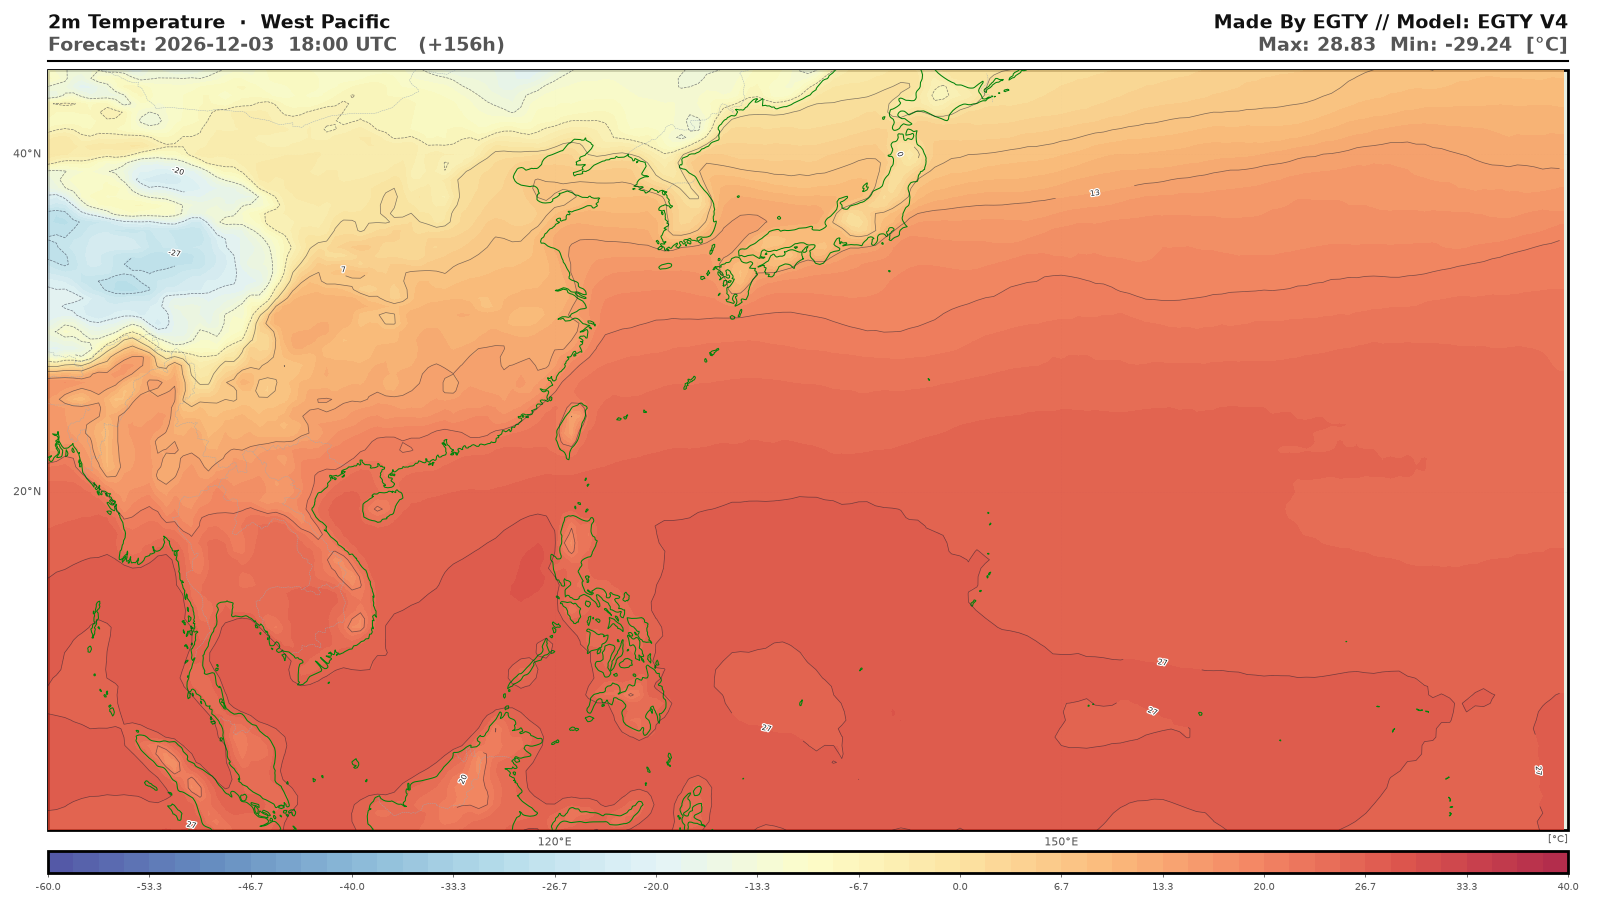 2m Temperature · West Pacific
Made By EGTY // Model: EGTY V4
Forecast: 2026-12-03 18:00 UTC (+156h)
Max: 28.83 Min: -29.24 [°C]
40°N
20°N
-20
-27
7
0
13
27
27
27
20
27
27
120°E
150°E
[°C]
-60.0 -53.3 -46.7 -40.0 -33.3 -26.7 -20.0 -13.3 -6.7 0.0 6.7 13.3 20.0 26.7 33.3 40.0